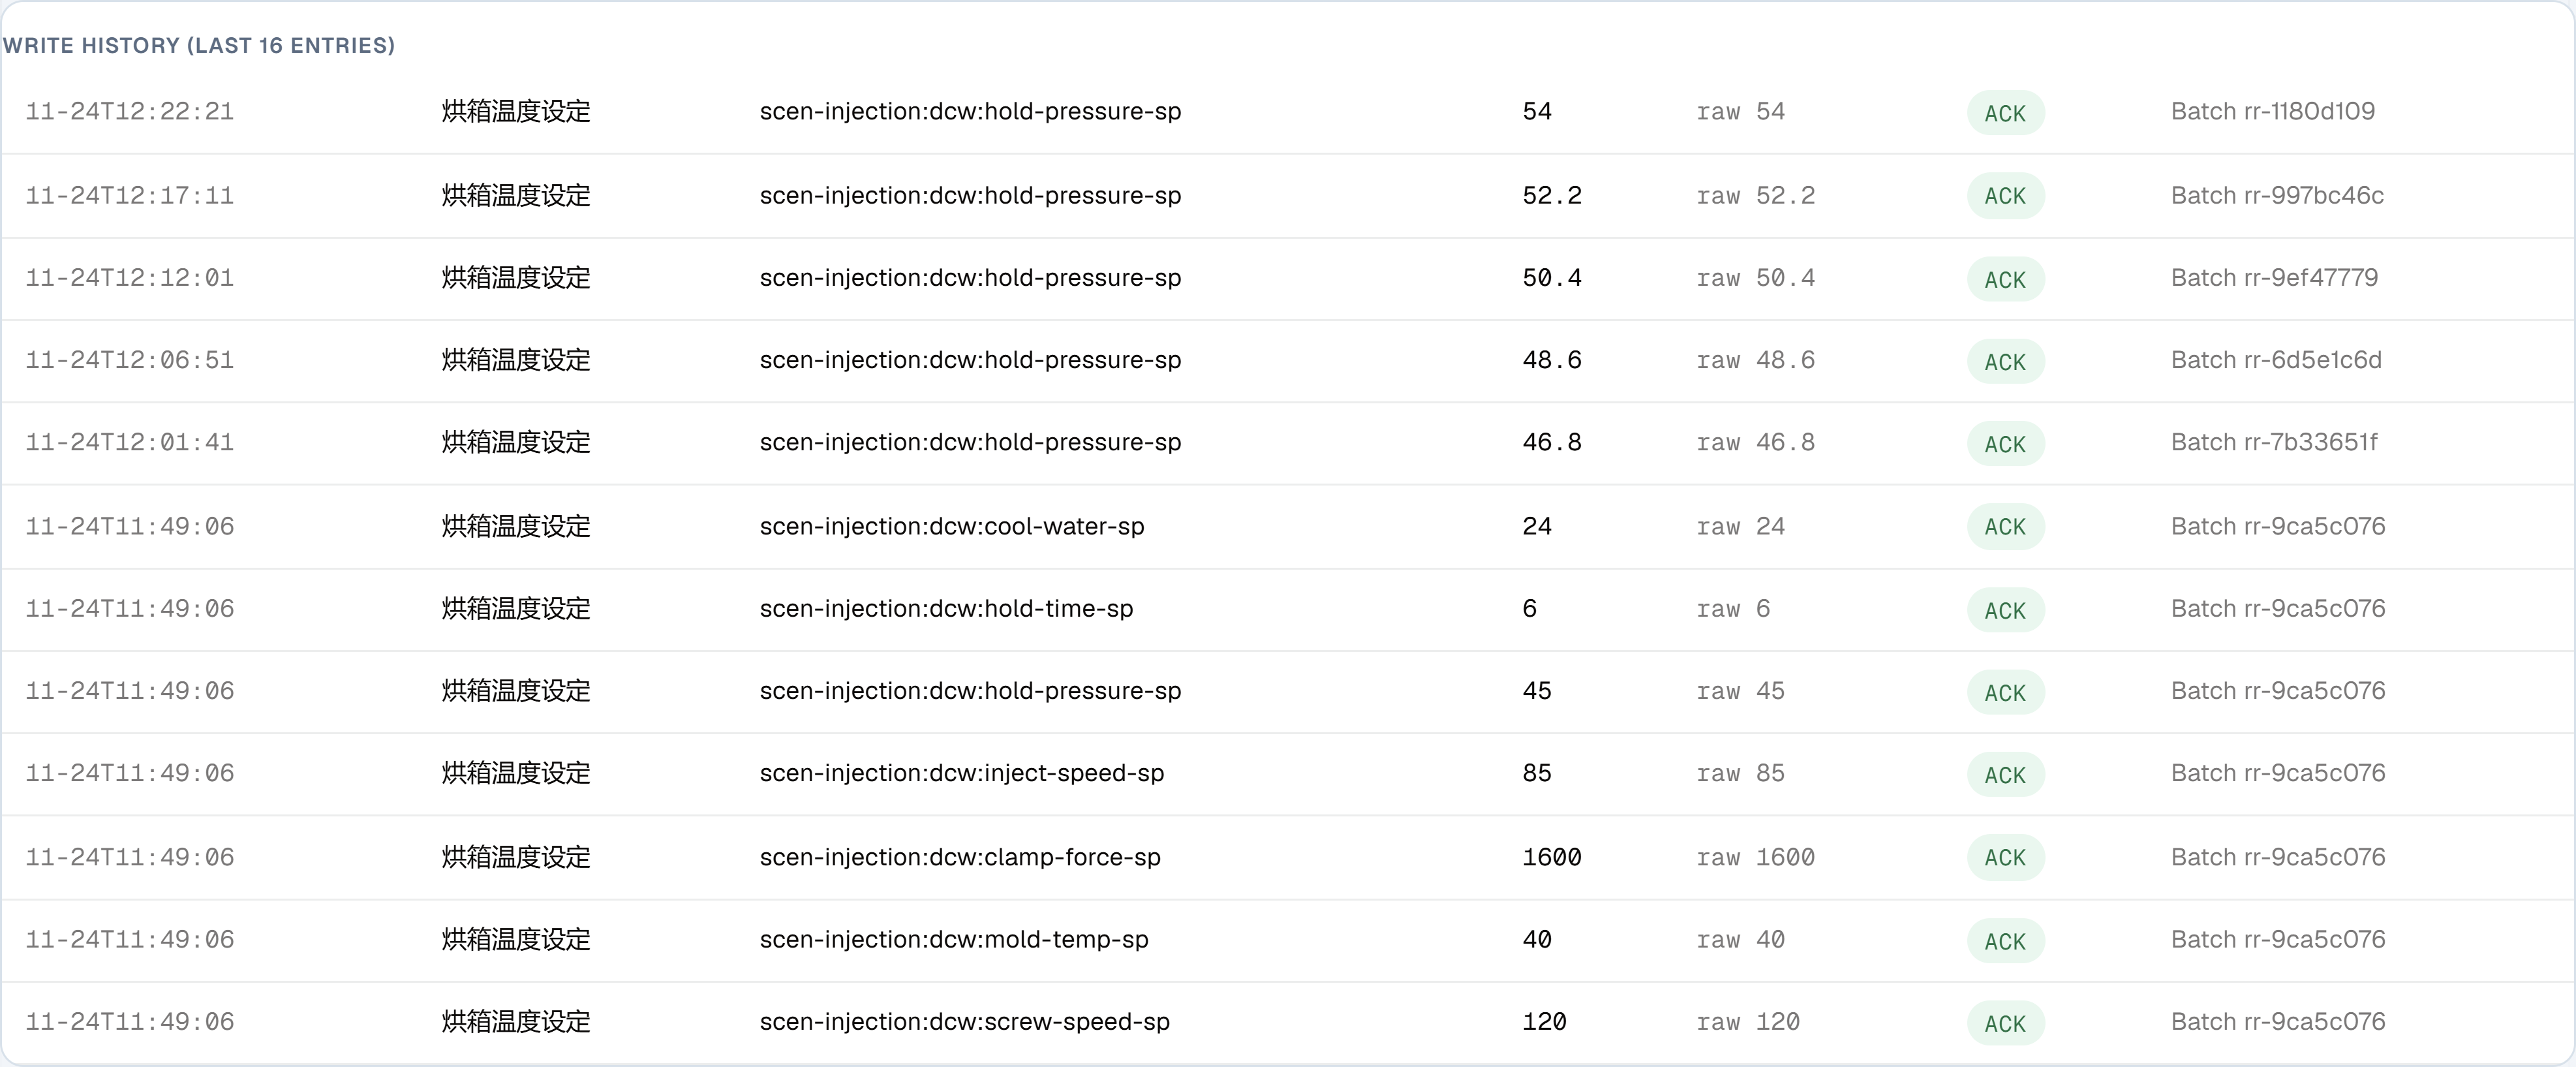 WRITE HISTORY (LAST 16 ENTRIES)
11-24T12:22:21 烘箱温度设定 scen-injection:dcw:hold-pressure-sp 54 raw 54 ACK Batch rr-1180d109
11-24T12:17:11 烘箱温度设定 scen-injection:dcw:hold-pressure-sp 52.2 raw 52.2 ACK Batch rr-997bc46c
11-24T12:12:01 烘箱温度设定 scen-injection:dcw:hold-pressure-sp 50.4 raw 50.4 ACK Batch rr-9ef47779
11-24T12:06:51 烘箱温度设定 scen-injection:dcw:hold-pressure-sp 48.6 raw 48.6 ACK Batch rr-6d5e1c6d
11-24T12:01:41 烘箱温度设定 scen-injection:dcw:hold-pressure-sp 46.8 raw 46.8 ACK Batch rr-7b33651f
11-24T11:49:06 烘箱温度设定 scen-injection:dcw:cool-water-sp 24 raw 24 ACK Batch rr-9ca5c076
11-24T11:49:06 烘箱温度设定 scen-injection:dcw:hold-time-sp 6 raw 6 ACK Batch rr-9ca5c076
11-24T11:49:06 烘箱温度设定 scen-injection:dcw:hold-pressure-sp 45 raw 45 ACK Batch rr-9ca5c076
11-24T11:49:06 烘箱温度设定 scen-injection:dcw:inject-speed-sp 85 raw 85 ACK Batch rr-9ca5c076
11-24T11:49:06 烘箱温度设定 scen-injection:dcw:clamp-force-sp 1600 raw 1600 ACK Batch rr-9ca5c076
11-24T11:49:06 烘箱温度设定 scen-injection:dcw:mold-temp-sp 40 raw 40 ACK Batch rr-9ca5c076
11-24T11:49:06 烘箱温度设定 scen-injection:dcw:screw-speed-sp 120 raw 120 ACK Batch rr-9ca5c076